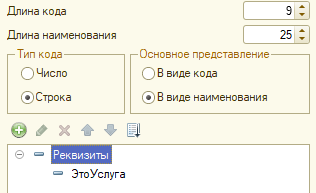 Длина кода 9
Длина наименования 25
Тип кода Основное представление
Число В виде кода
Строка В виде наименования
Реквизиты
ЭтоУслуга